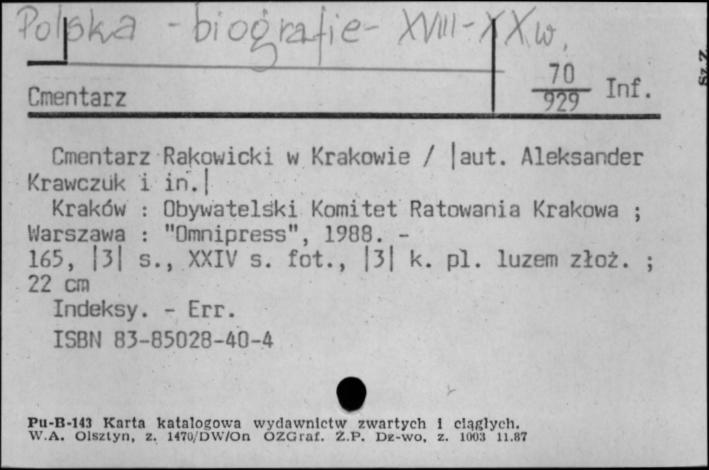 Polska - biografie - XVIII-XX w.
Sz. Z.
Cmentarz
70
929 Inf.
Cmentarz Rakowicki w Krakowie / |aut. Aleksander
Krawczuk i in.|
Kraków : Obywatelski Komitet Ratowania Krakowa ;
Warszawa : "Omnipress", 1988. -
165, |3| s., XXIV s. fot., |3| k. pl. luzem złoż. ;
22 cm
Indeksy. - Err.
ISBN 83-85028-40-4
Pu-B-143 Karta katalogowa wydawnictw zwartych i ciągłych.
W.A. Olsztyn, z. 1470/DW/On OZGraf. Z.P. Dz-wo, z. 1003 11.87